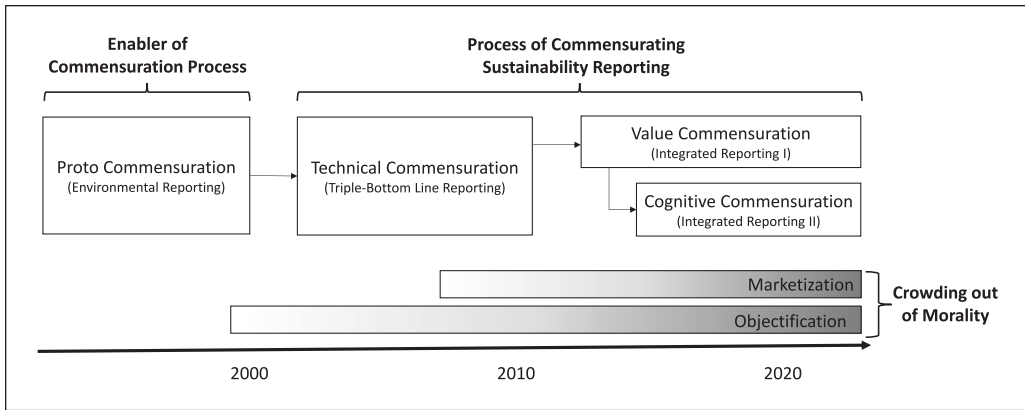 Enabler of
Commensuration Process
Process of Commensurating
Sustainability Reporting
Proto Commensuration
(Environmental Reporting)
Technical Commensuration
(Triple-Bottom Line Reporting)
Value Commensuration
(Integrated Reporting I)
Cognitive Commensuration
(Integrated Reporting II)
Marketization
Objectification
Crowding out
of Morality
2000
2010
2020